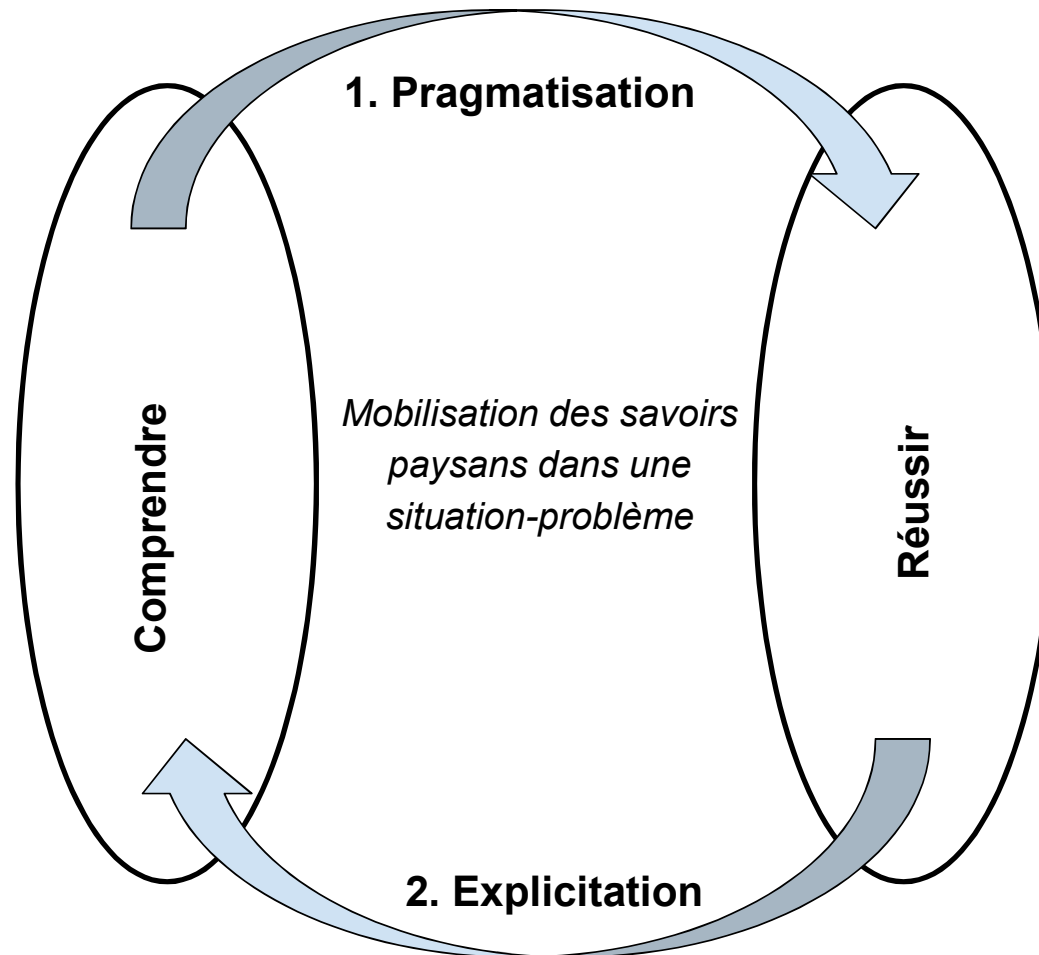 1. Pragmatisation
Comprendre
Mobilisation des savoirs
paysans dans une
situation-problème
Réussir
2. Explicitation